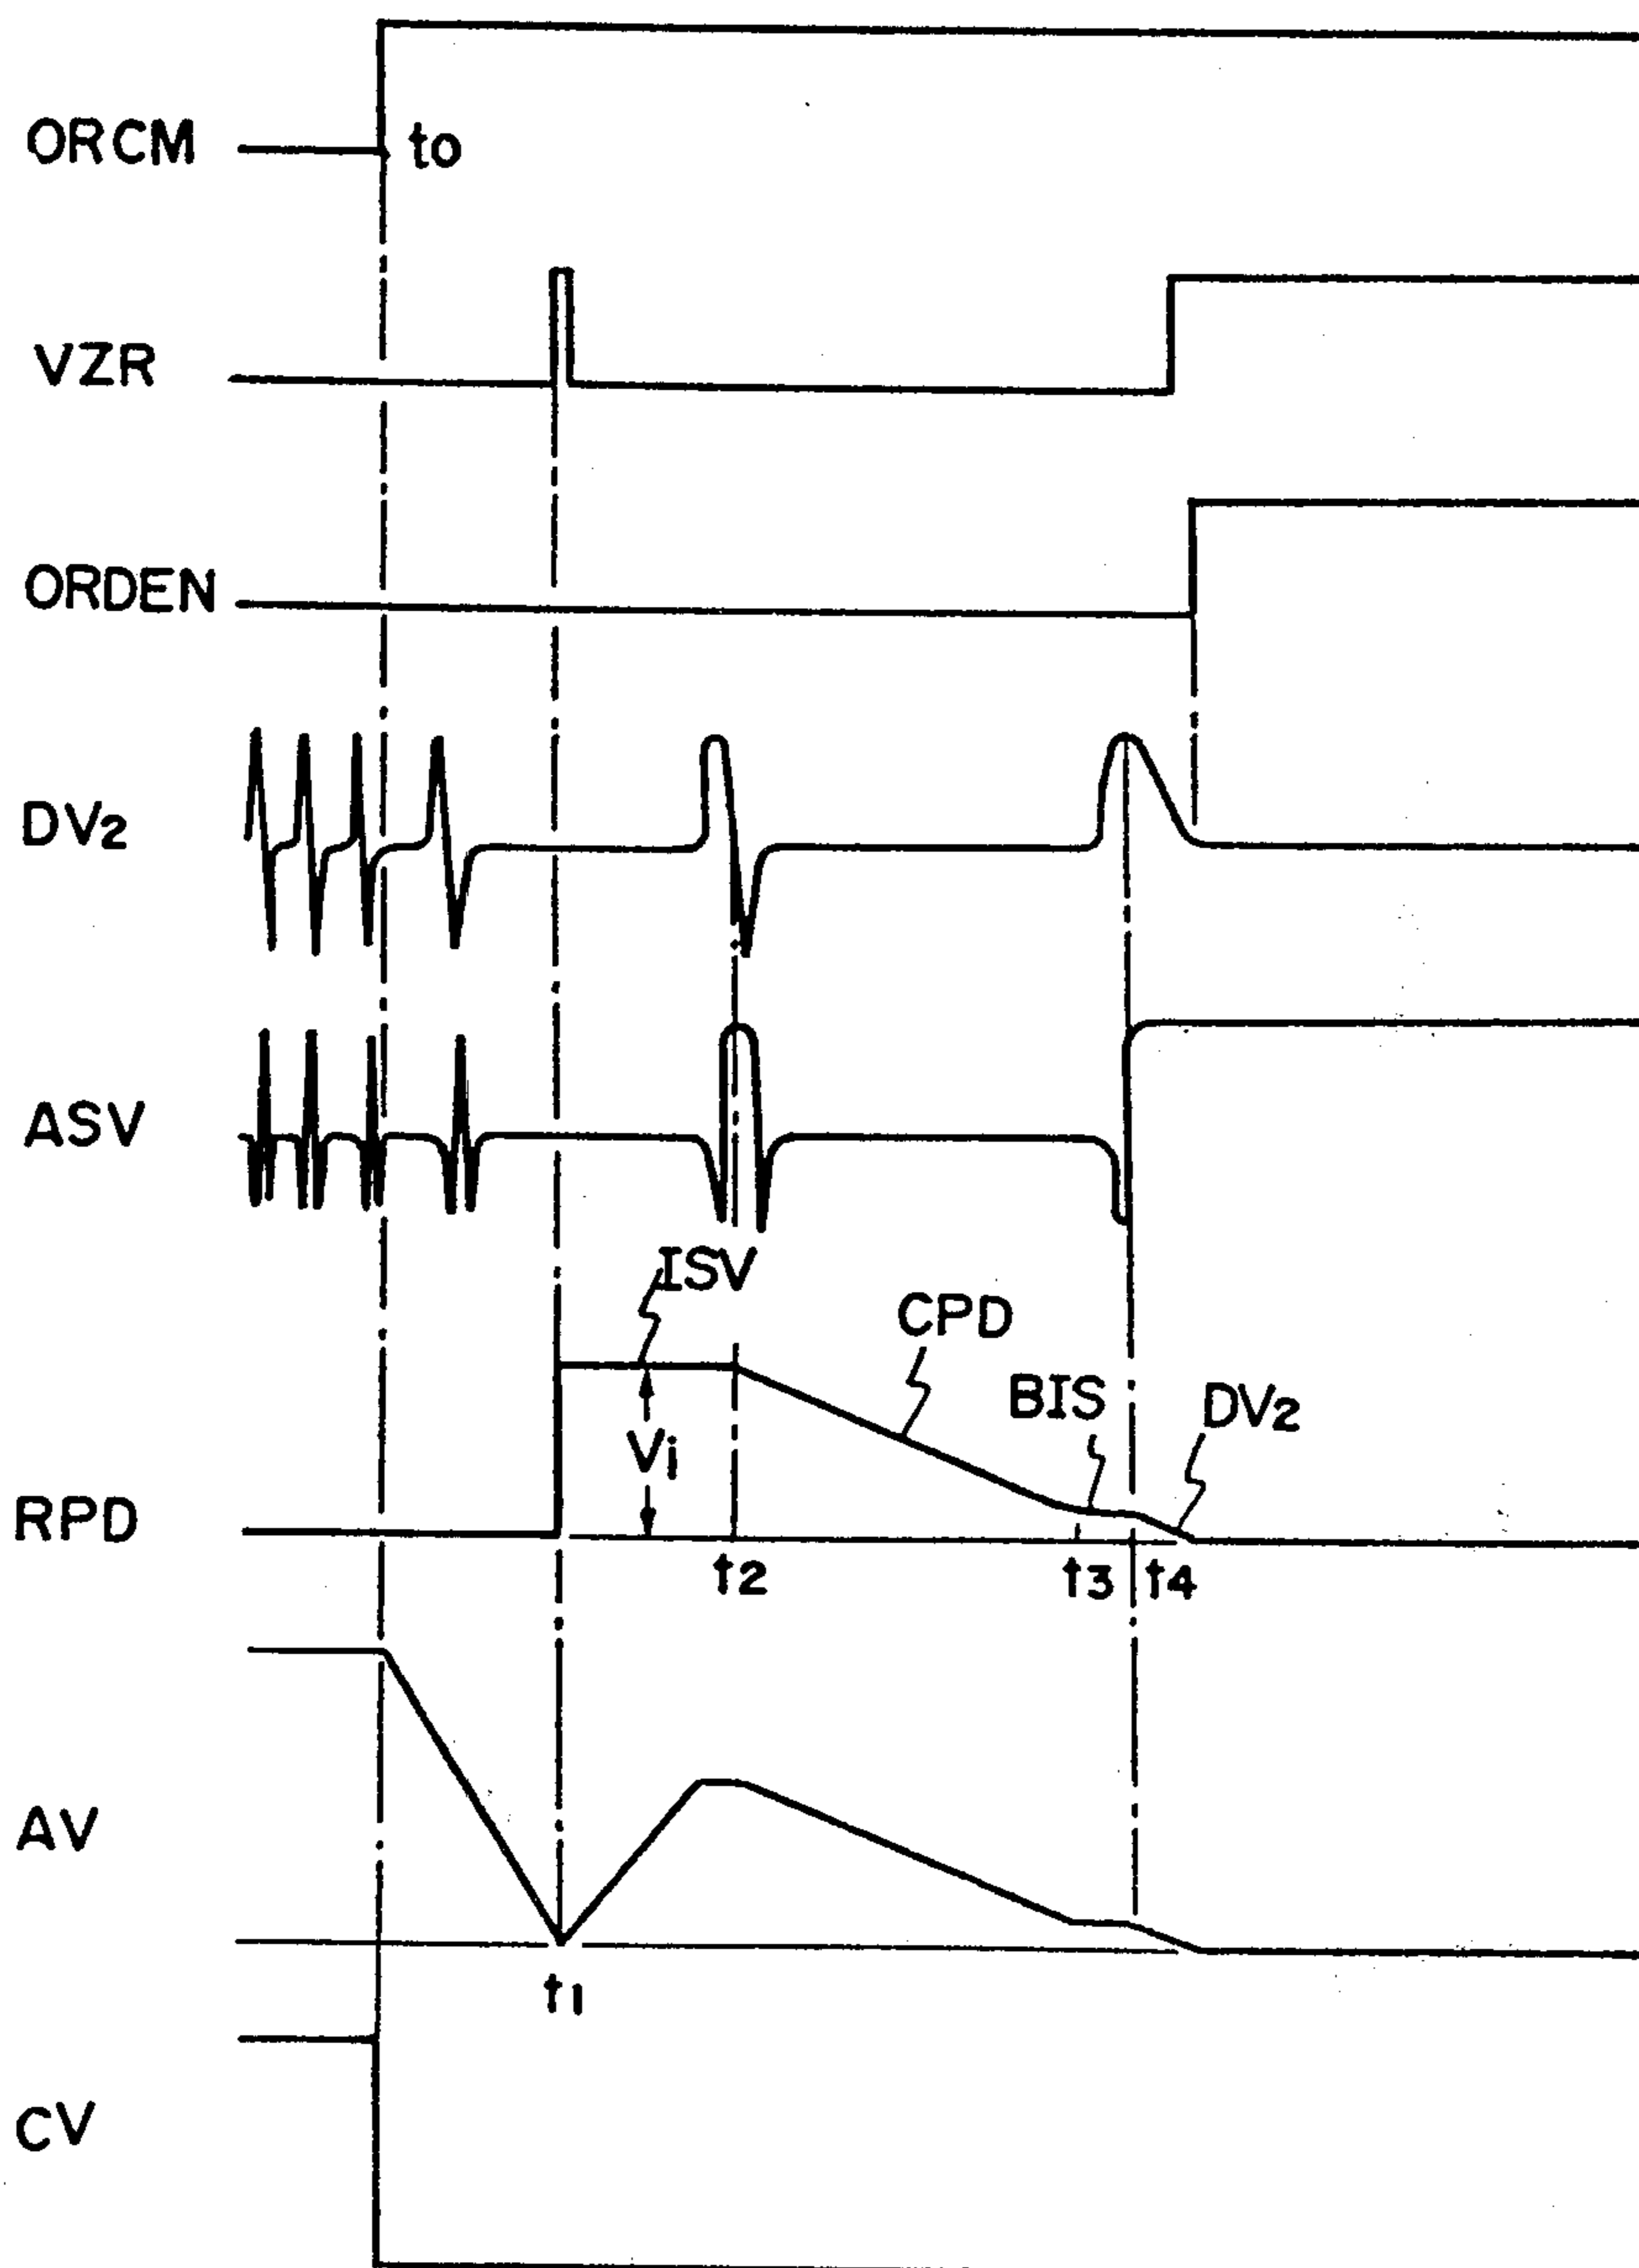 ORCM
to
VZR
ORDEN
DV2
ASV
ISV
CPD
BIS
DV2
Vi
RPD
t2
t3
t4
AV
t1
CV